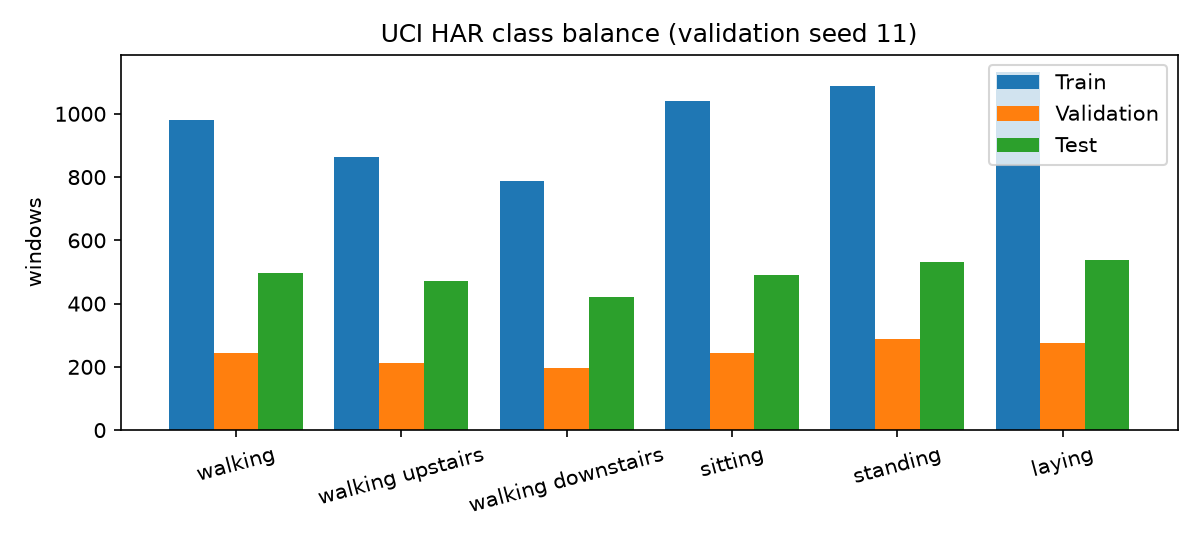 UCI HAR class balance (validation seed 11)
Train
Validation
Test
windows
1000
800
600
400
200
0
walking
walking upstairs
walking downstairs
sitting
standing
laying